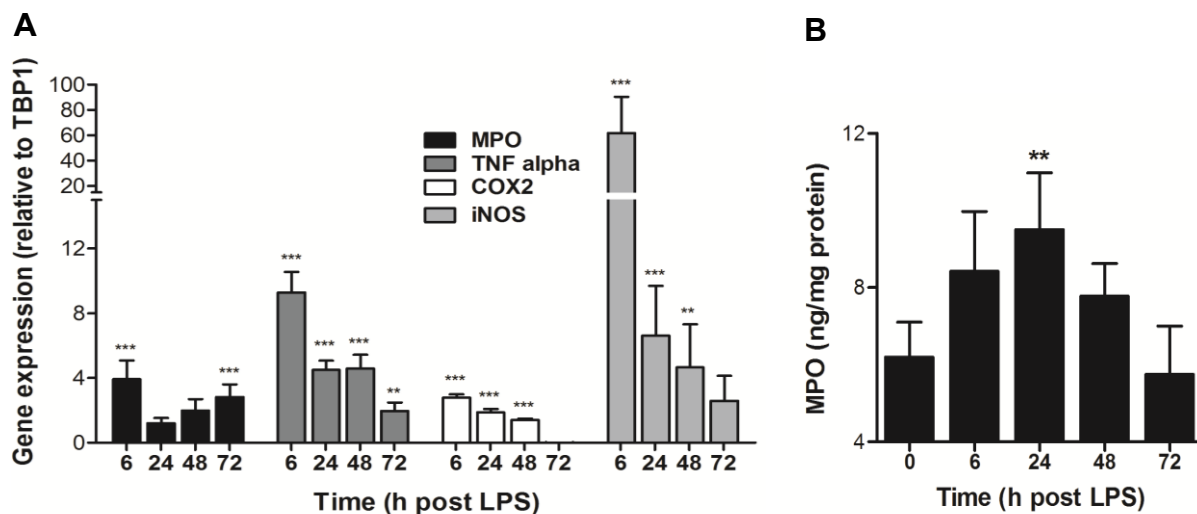 A
Gene expression (relative to TBP1)
100
80
60
40
20
12
8
4
0
***
***
***
***
***
**
***
***
***
***
***
**
MPO
TNF alpha
COX2
iNOS
6 24 48 72 6 24 48 72 6 24 48 72 6 24 48 72
Time (h post LPS)
B
MPO (ng/mg protein)
12
8
4
**
0 6 24 48 72
Time (h post LPS)